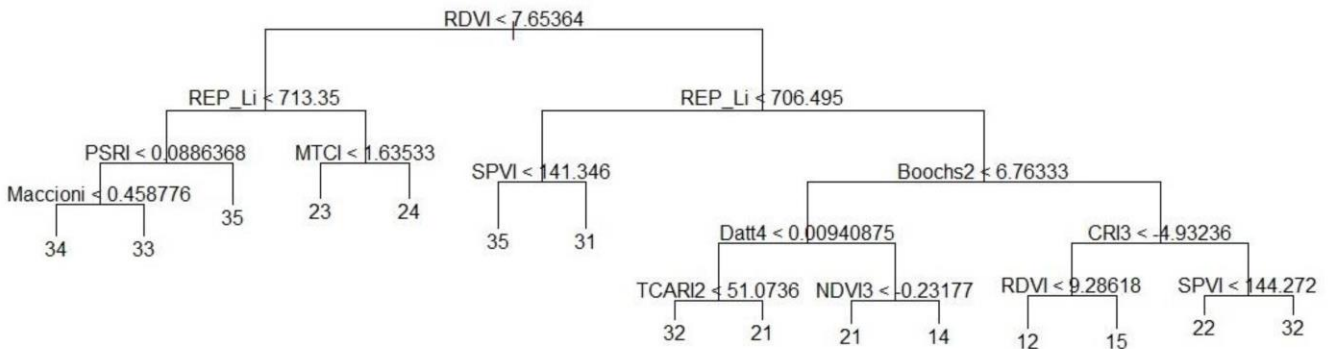 RDVI < 7.65364
REP_Li < 713.35
REP_Li < 706.495
PSRI < 0.0886368
MTCI < 1.63533
SPVI < 141.346
Boochs2 < 6.76333
Maccioni < 0.458776
35
23
24
34
33
35
31
Datt4 < 0.00940875
CRI3 < -4.93236
TCARI2 < 51.0736
NDVI3 < -0.23177
RDVI < 9.28618
SPVI < 144.272
32
21
21
14
12
15
22
32